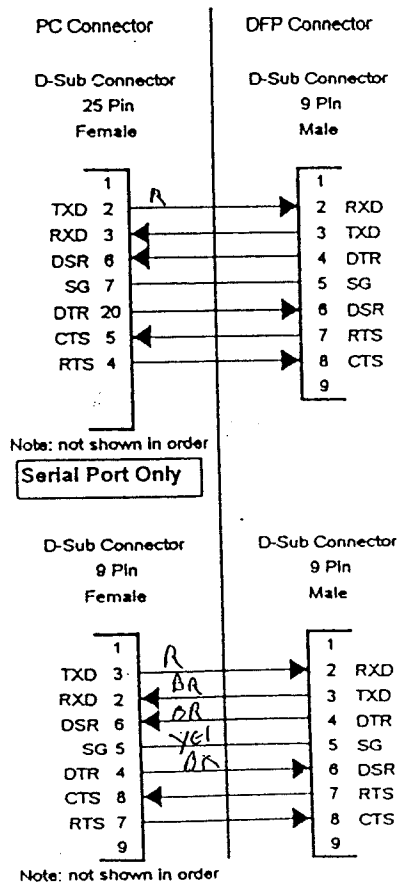 PC Connector DFP Connector
D-Sub Connector D-Sub Connector
25 Pin 9 Pin
Female Male
1 1
TXD 2 R 2 RXD
RXD 3 3 TXD
DSR 6 4 DTR
SG 7 5 SG
DTR 20 6 DSR
CTS 5 7 RTS
RTS 4 8 CTS
9
Note: not shown in order
Serial Port Only
D-Sub Connector D-Sub Connector
9 Pin 9 Pin
Female Male
1 1
TXD 3 R 2 RXD
RXD 2 BR 3 TXD
DSR 6 OR 4 DTR
SG 5 YEL 5 SG
DTR 4 BK 6 DSR
CTS 8 7 RTS
RTS 7 8 CTS
9 9
Note: not shown in order